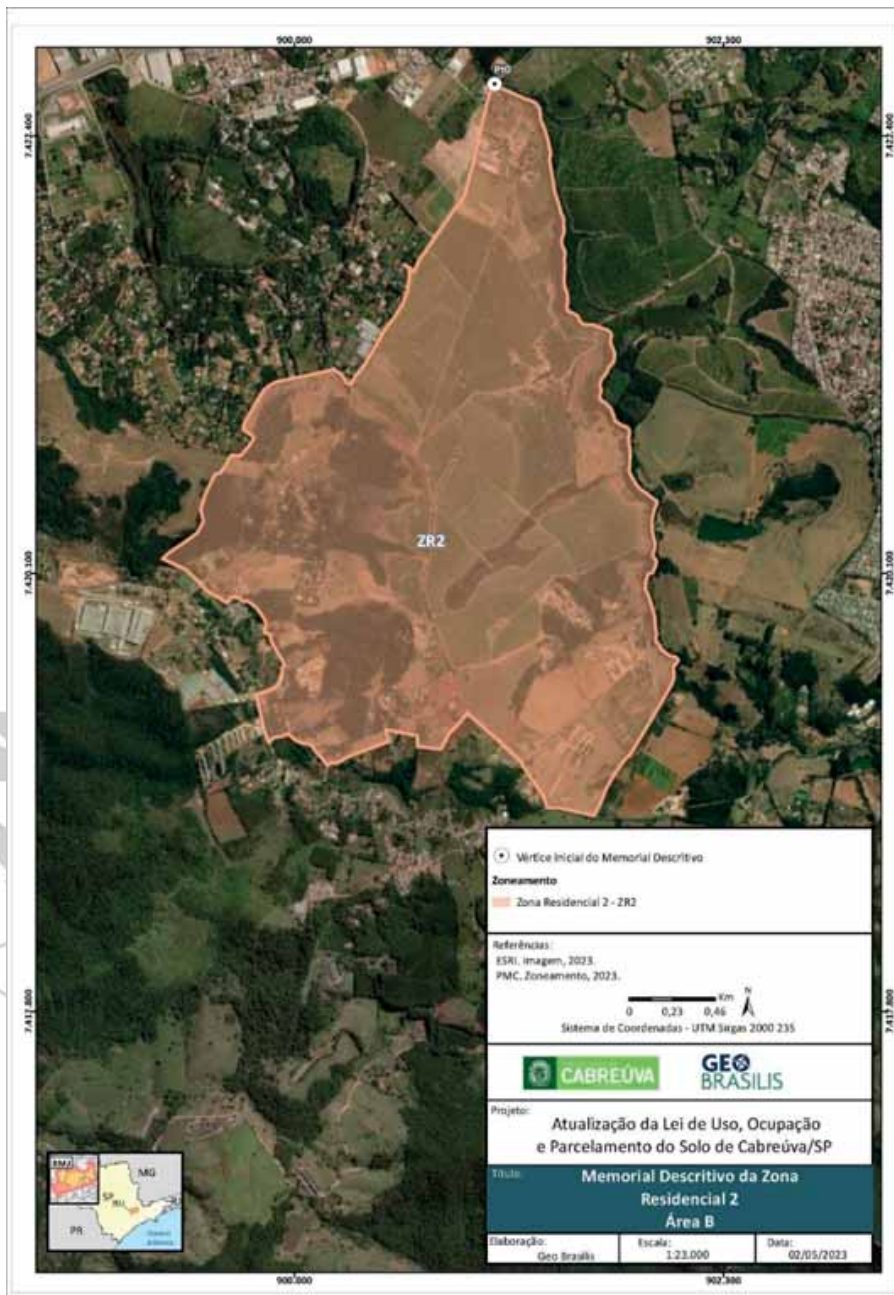 900.000
902.300
Pt0
7.422.400
7.422.400
ZR2
7.420.100
7.420.100
7.417.800
7.417.800
Vértice Inicial do Memorial Descritivo
Zoneamento
Zona Residencial 2 - ZR2
Referências:
ESRI. Imagem, 2023.
PMC. Zoneamento, 2023.
Km
N
0 0,23 0,46
Sistema de Coordenadas - UTM Sirgas 2000 23S
CABREÚVA
GEO
BRASILIS
Projeto:
Atualização da Lei de Uso, Ocupação
e Parcelamento do Solo de Cabreúva/SP
Título:
Memorial Descritivo da Zona
Residencial 2
Área B
Elaboração:
Geo Brasilis
Escala:
1:23.000
Data:
02/05/2023
MG
SP
RJ
PR
900.000
902.300